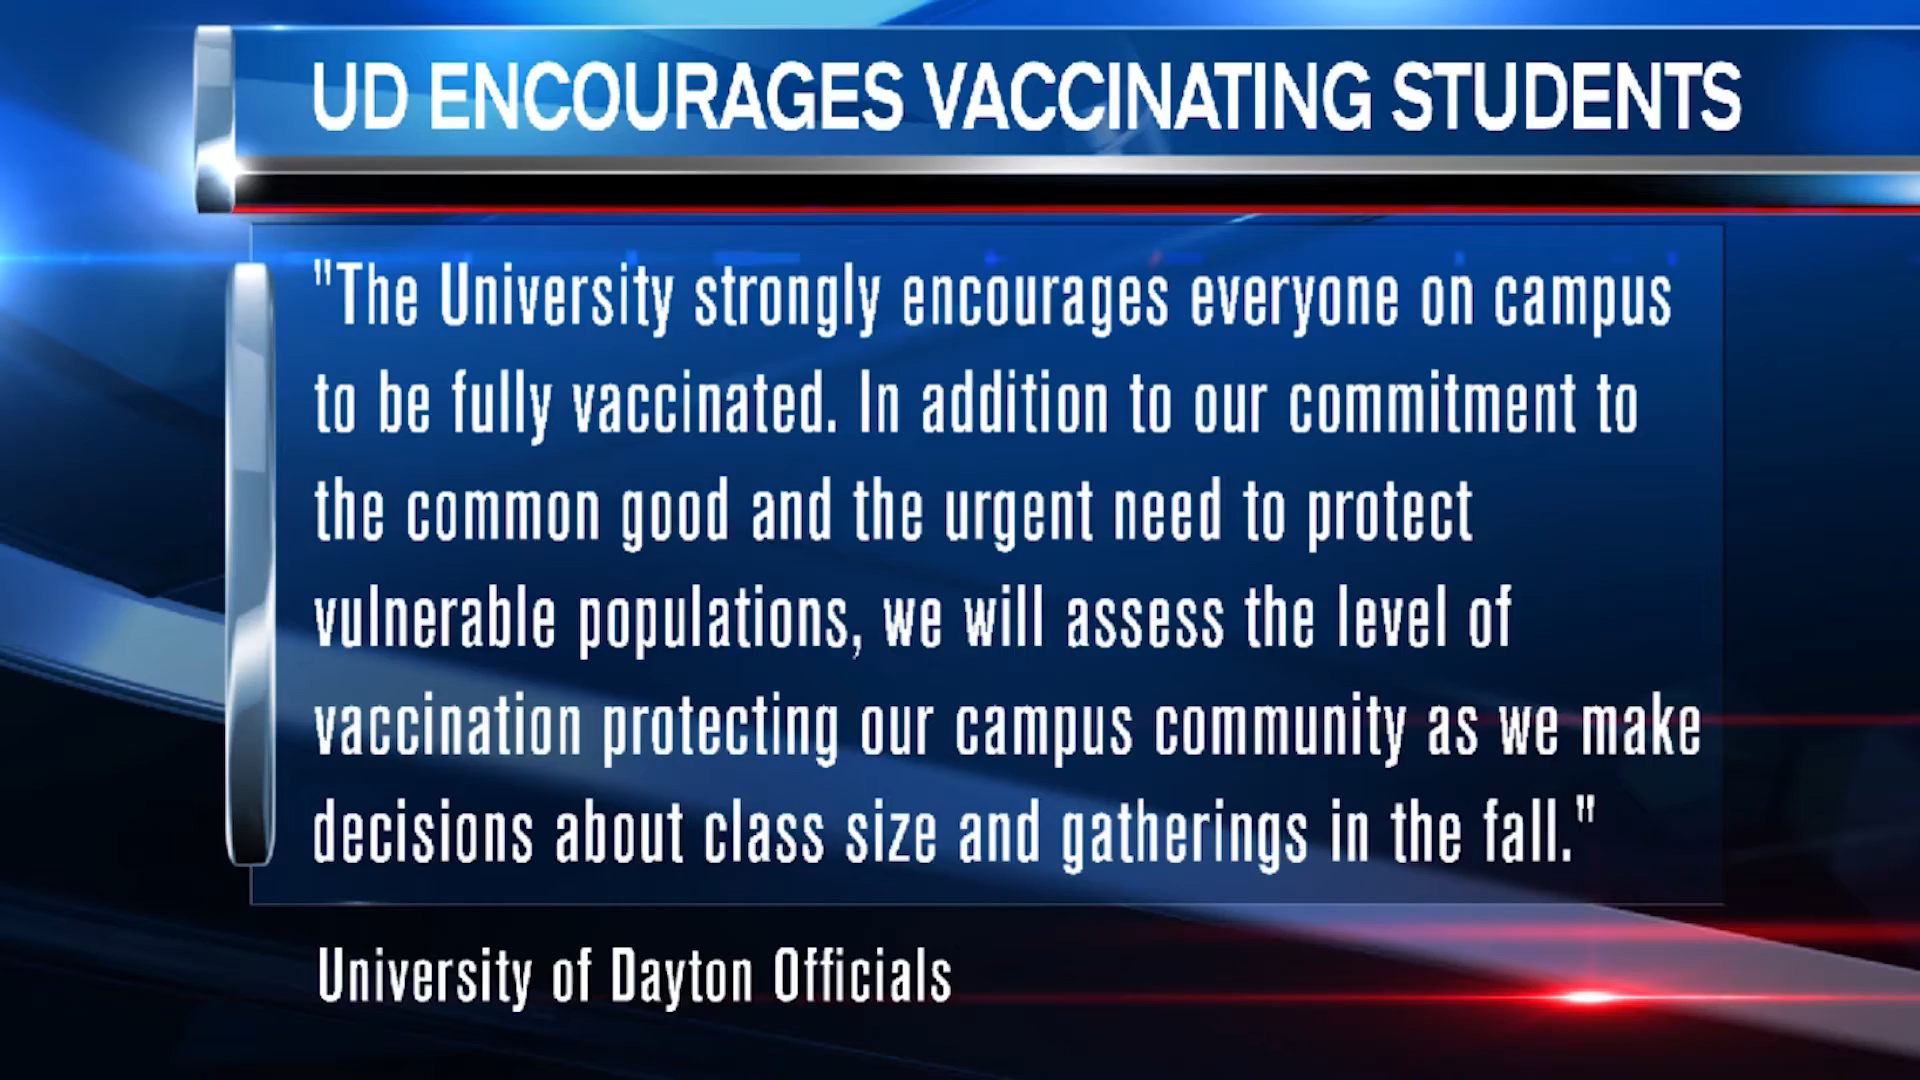 UD ENCOURAGES VACCINATING STUDENTS
"The University strongly encourages everyone on campus
to be fully vaccinated. In addition to our commitment to
the common good and the urgent need to protect
vulnerable populations, we will assess the level of
vaccination protecting our campus community as we make
decisions about class size and gatherings in the fall."
University of Dayton Officials